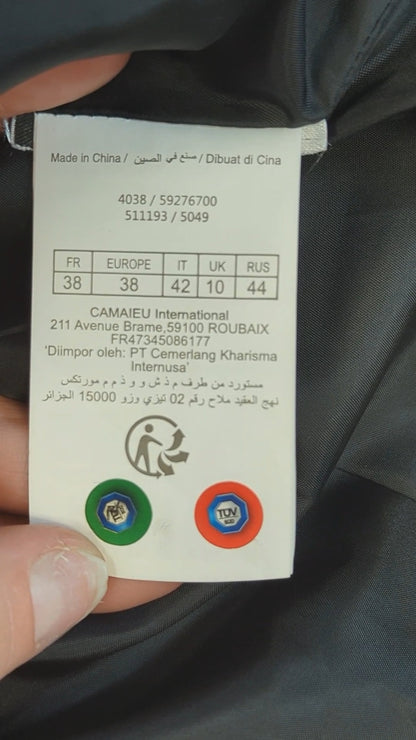 Made in China / صنع في الصين / Dibuat di Cina
4038 / 59276700
511193 / 5049
FR EUROPE IT UK RUS
38 38 42 10 44
CAMAIEU International
211 Avenue Brame,59100 ROUBAIX
FR47345086177
'Diimpor oleh: PT Cemerlang Kharisma
Internusa'
مستورد من طرف م ذ ش و و ذ م م مورتكس
نهج العقيد ملاح رقم 02 تيزي وزو 15000 الجزائر
TÜV
SÜD